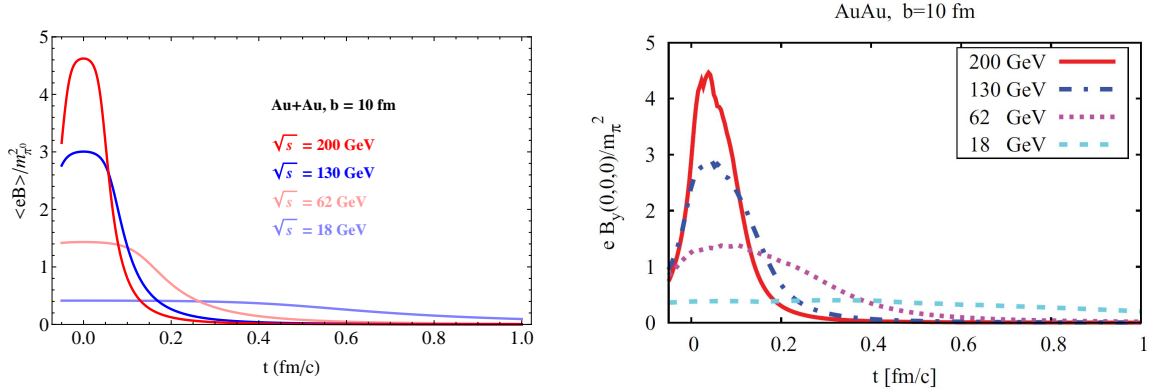 5
4
3
2
1
0
0.0
0.2
0.4
0.6
0.8
1.0
<eB>/m²π⁰
t (fm/c)
Au+Au, b = 10 fm
√s = 200 GeV
√s = 130 GeV
√s = 62 GeV
√s = 18 GeV
AuAu, b=10 fm
5
4
3
2
1
0
0
0.2
0.4
0.6
0.8
1
e By(0,0,0)/mπ²
t [fm/c]
200 GeV
130 GeV
62 GeV
18 GeV